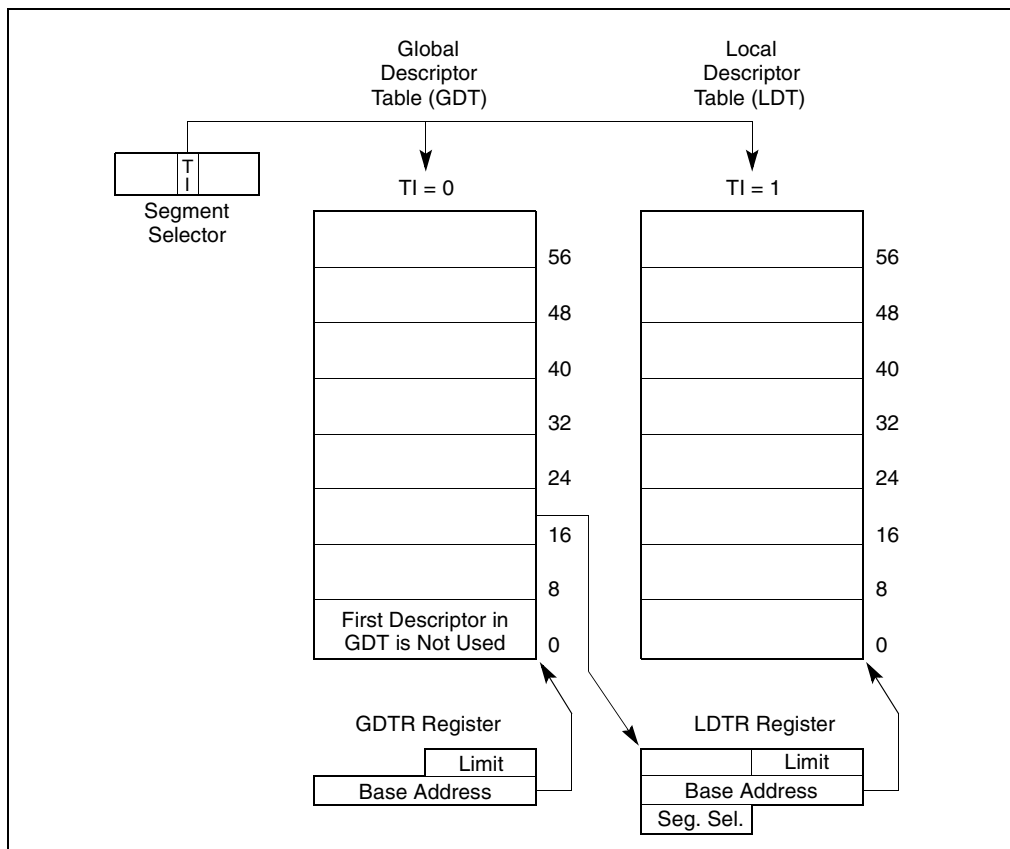 Global
Descriptor
Table (GDT)
Local
Descriptor
Table (LDT)
T
I
Segment
Selector
TI = 0
TI = 1
56
48
40
32
24
16
8
0
First Descriptor in
GDT is Not Used
56
48
40
32
24
16
8
0
GDTR Register
Limit
Base Address
LDTR Register
Limit
Base Address
Seg. Sel.